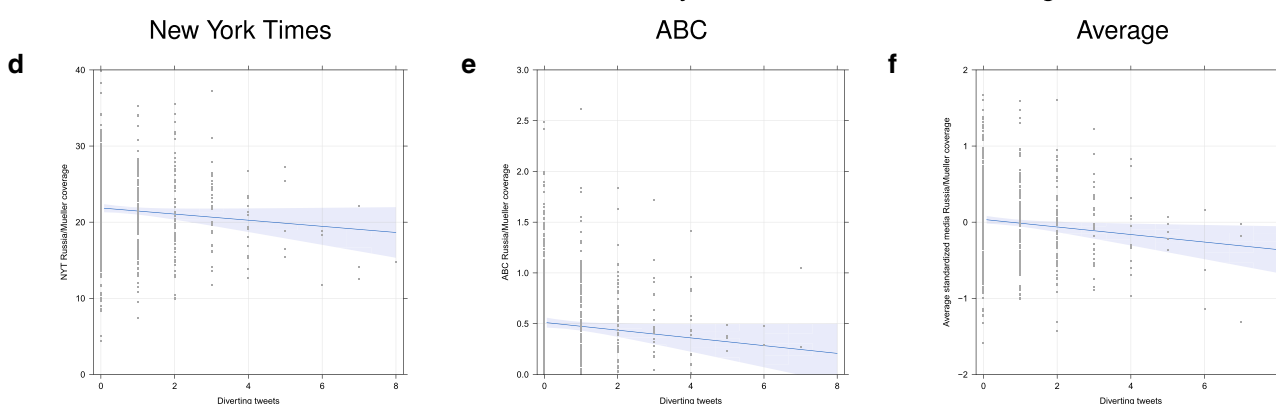 New York Times
ABC
Average
d
e
f
NYT Russia/Mueller coverage
40
30
20
10
0
0 2 4 6 8
Diverting tweets
ABC Russia/Mueller coverage
3.0
2.5
2.0
1.5
1.0
0.5
0.0
0 2 4 6 8
Diverting tweets
Average standardized media Russia/Mueller coverage
2
1
0
−1
−2
0 2 4 6
Diverting tweets